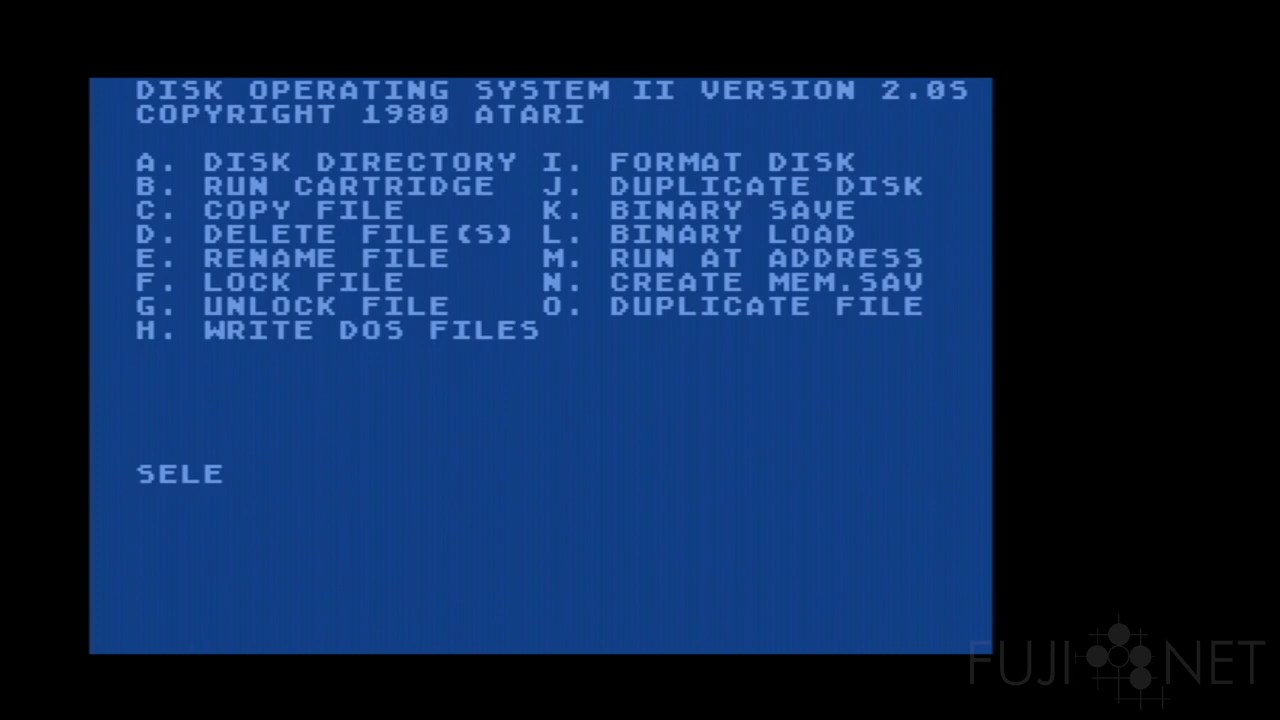 DISK OPERATING SYSTEM II VERSION 2.0S
COPYRIGHT 1980 ATARI
A. DISK DIRECTORY I. FORMAT DISK
B. RUN CARTRIDGE J. DUPLICATE DISK
C. COPY FILE K. BINARY SAVE
D. DELETE FILE(S) L. BINARY LOAD
E. RENAME FILE M. RUN AT ADDRESS
F. LOCK FILE N. CREATE MEM.SAV
G. UNLOCK FILE O. DUPLICATE FILE
H. WRITE DOS FILES
SELE
FUJINET